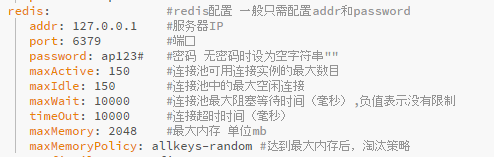 redis:                #redis配置 一般只需配置addr和password
  addr: 127.0.0.1     #服务器IP
  port: 6379          #端口
  password: ap123#    #密码 无密码时设为空字符串""
  maxActive: 150      #连接池可用连接实例的最大数目
  maxIdle: 150        #连接池中的最大空闲连接
  maxWait: 10000      #连接池最大阻塞等待时间（毫秒）,负值表示没有限制
  timeOut: 10000      #连接超时时间（毫秒）
  maxMemory: 2048     #最大内存 单位mb
  maxMemoryPolicy: allkeys-random #达到最大内存后，淘汰策略